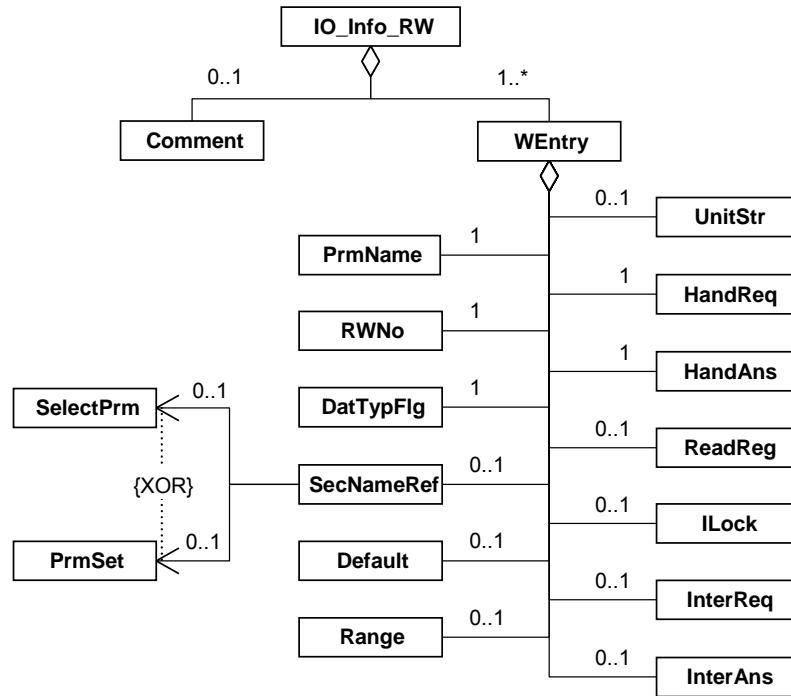 IO_Info_RW
0..1
1..*
Comment
WEntry
0..1
UnitStr
1
PrmName
1
HandReq
1
RWNo
1
HandAns
0..1
SelectPrm
1
DatTypFlg
0..1
ReadReg
{XOR}
0..1
SecNameRef
0..1
ILock
0..1
PrmSet
0..1
Default
0..1
InterReq
0..1
Range
0..1
InterAns